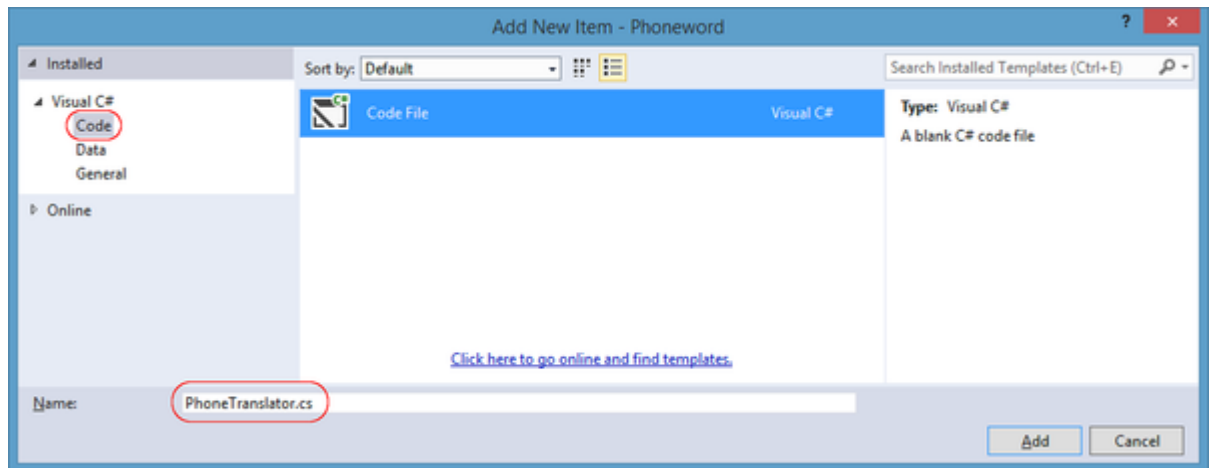 Add New Item - Phoneword
?
Installed
Sort by: Default
Search Installed Templates (Ctrl+E)
Visual C#
Code
Data
General
Online
Code File Visual C#
Type: Visual C#
A blank C# code file
Click here to go online and find templates.
Name: PhoneTranslator.cs
Add Cancel